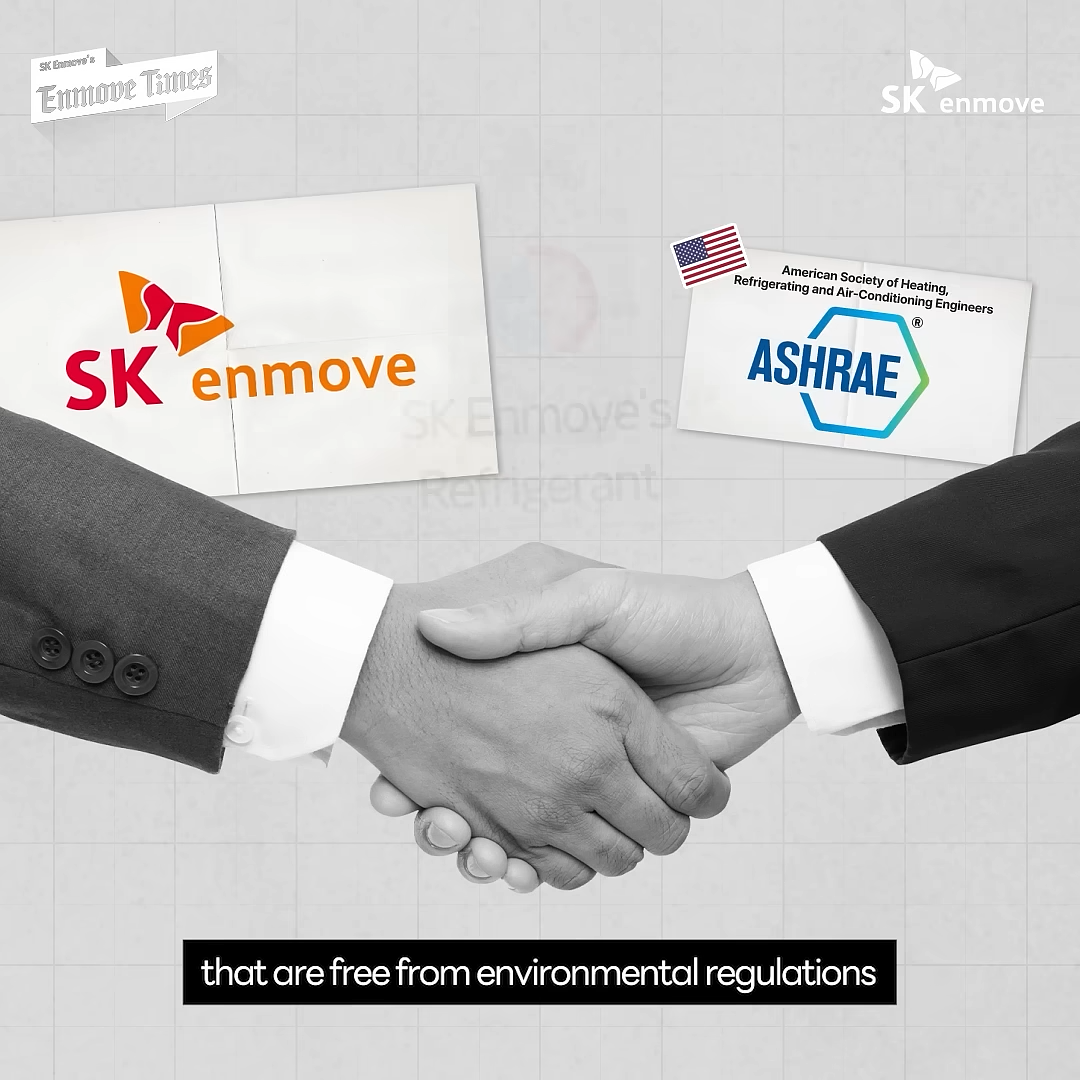 SK Enmove's
Enmove Times
SK enmove
SK enmove
American Society of Heating,
Refrigerating and Air-Conditioning Engineers
ASHRAE®
SK Enmove's
Refrigerant
that are free from environmental regulations